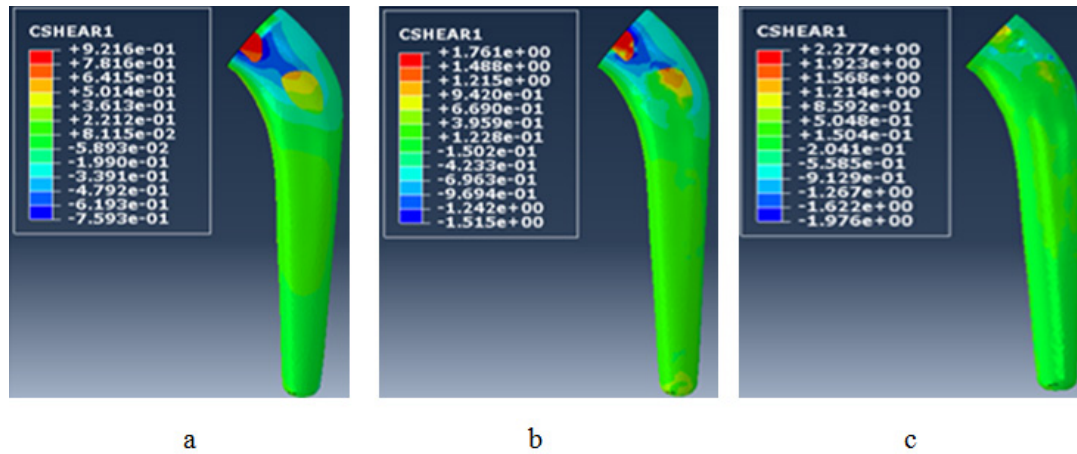 CSHEAR1
+9.216e-01
+7.816e-01
+6.415e-01
+5.014e-01
+3.613e-01
+2.212e-01
+8.115e-02
-5.893e-02
-1.990e-01
-3.391e-01
-4.792e-01
-6.193e-01
-7.593e-01
CSHEAR1
+1.761e+00
+1.488e+00
+1.215e+00
+9.420e-01
+6.690e-01
+3.959e-01
+1.228e-01
-1.502e-01
-4.233e-01
-6.963e-01
-9.694e-01
-1.242e+00
-1.515e+00
CSHEAR1
+2.277e+00
+1.923e+00
+1.568e+00
+1.214e+00
+8.592e-01
+5.048e-01
+1.504e-01
-2.041e-01
-5.585e-01
-9.129e-01
-1.267e+00
-1.622e+00
-1.976e+00
a
b
c